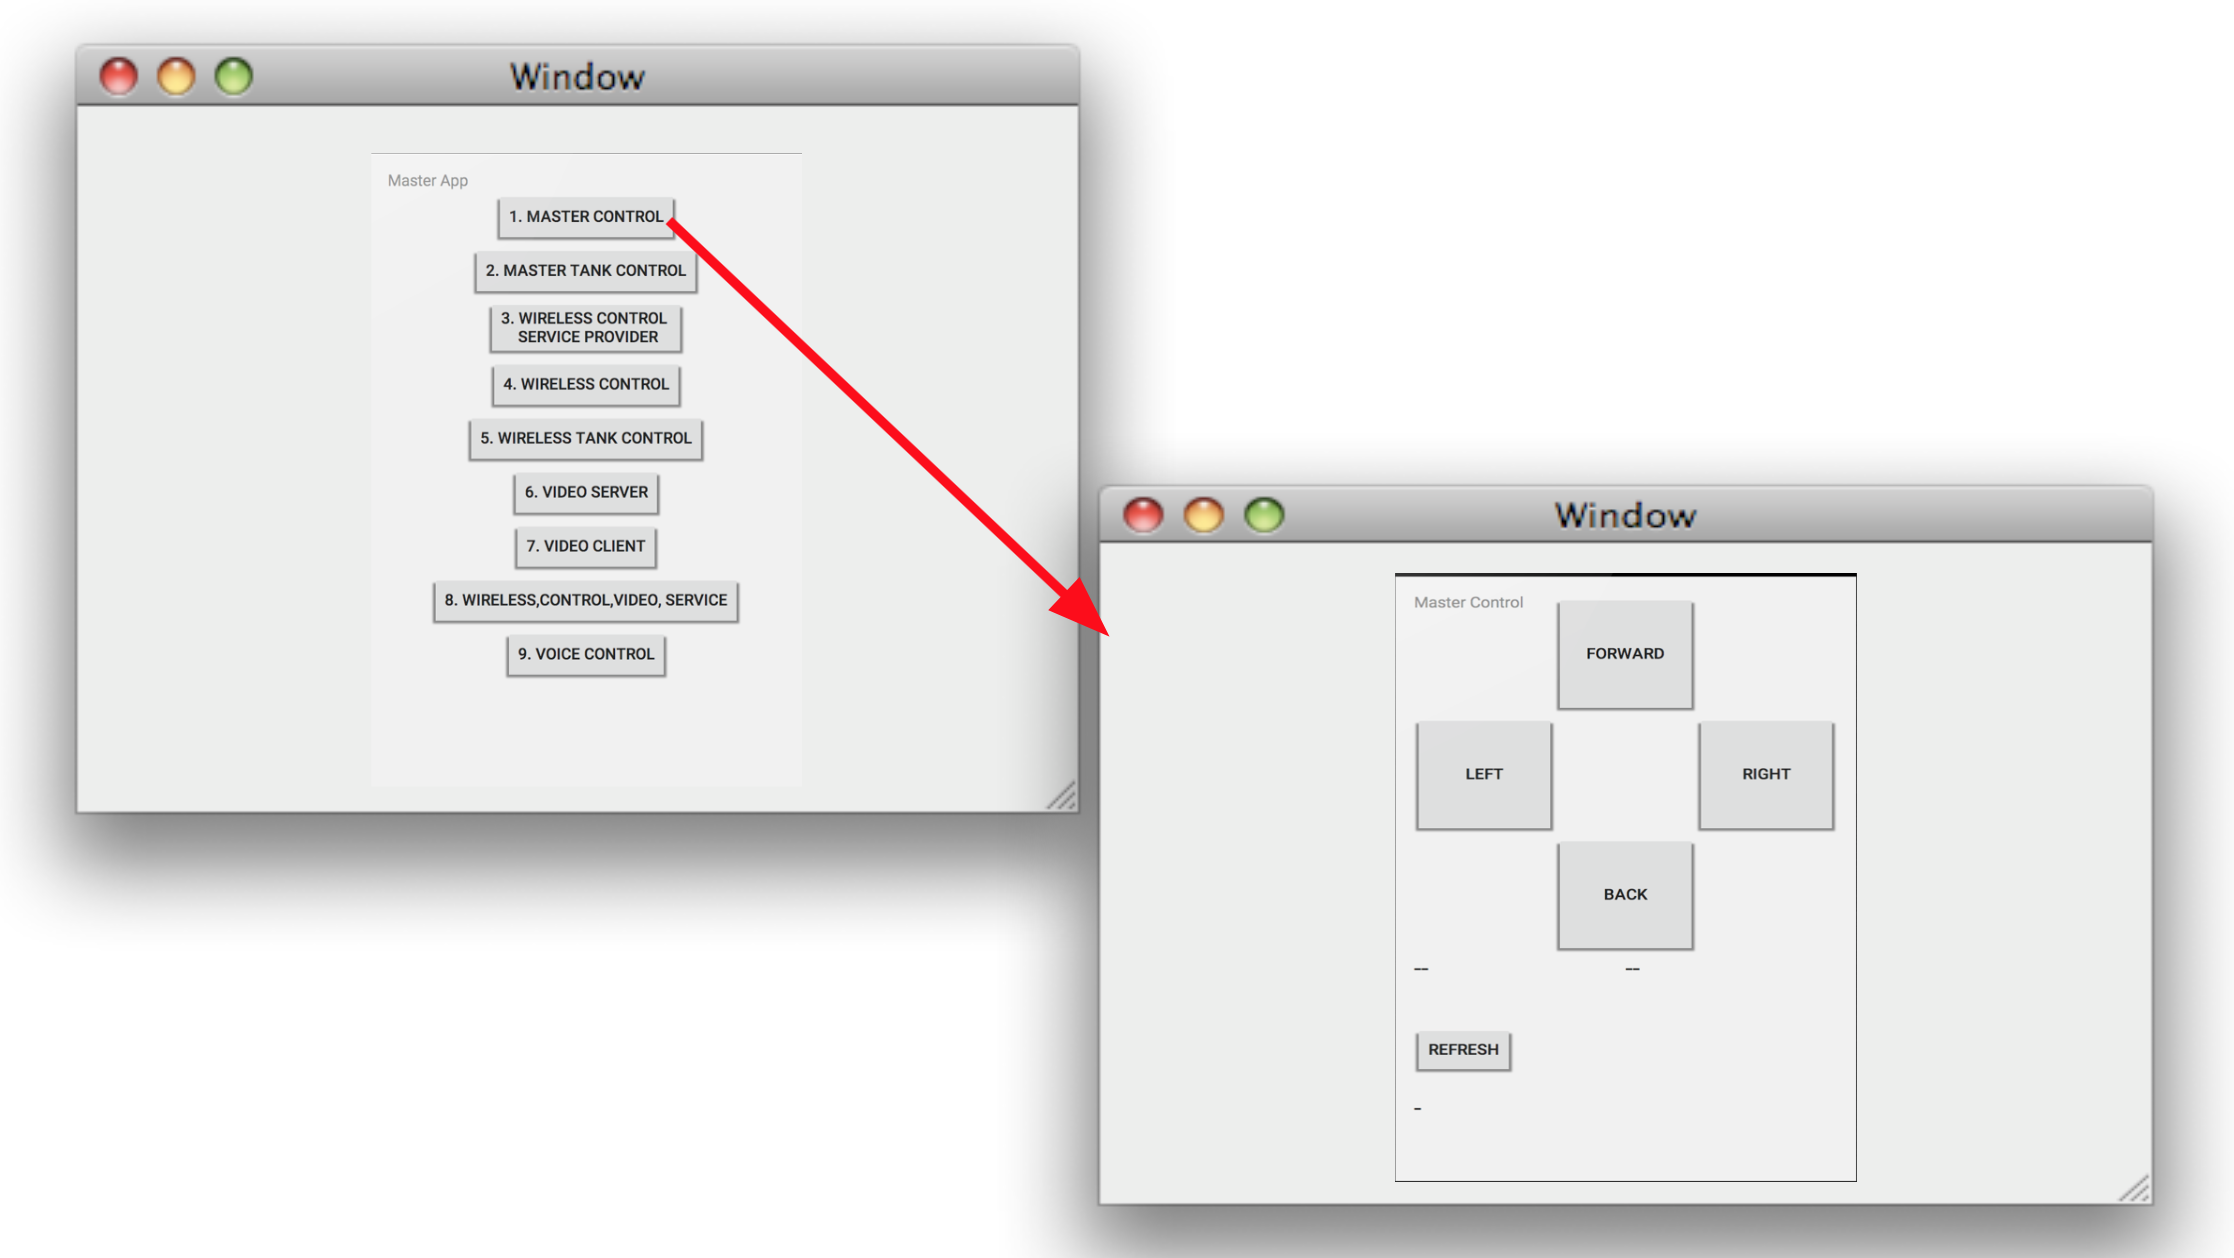 Window
Master App
1. MASTER CONTROL
2. MASTER TANK CONTROL
3. WIRELESS CONTROL
SERVICE PROVIDER
4. WIRELESS CONTROL
5. WIRELESS TANK CONTROL
6. VIDEO SERVER
7. VIDEO CLIENT
8. WIRELESS,CONTROL,VIDEO, SERVICE
9. VOICE CONTROL
Window
Master Control
FORWARD
LEFT
RIGHT
BACK
-- --
REFRESH
-